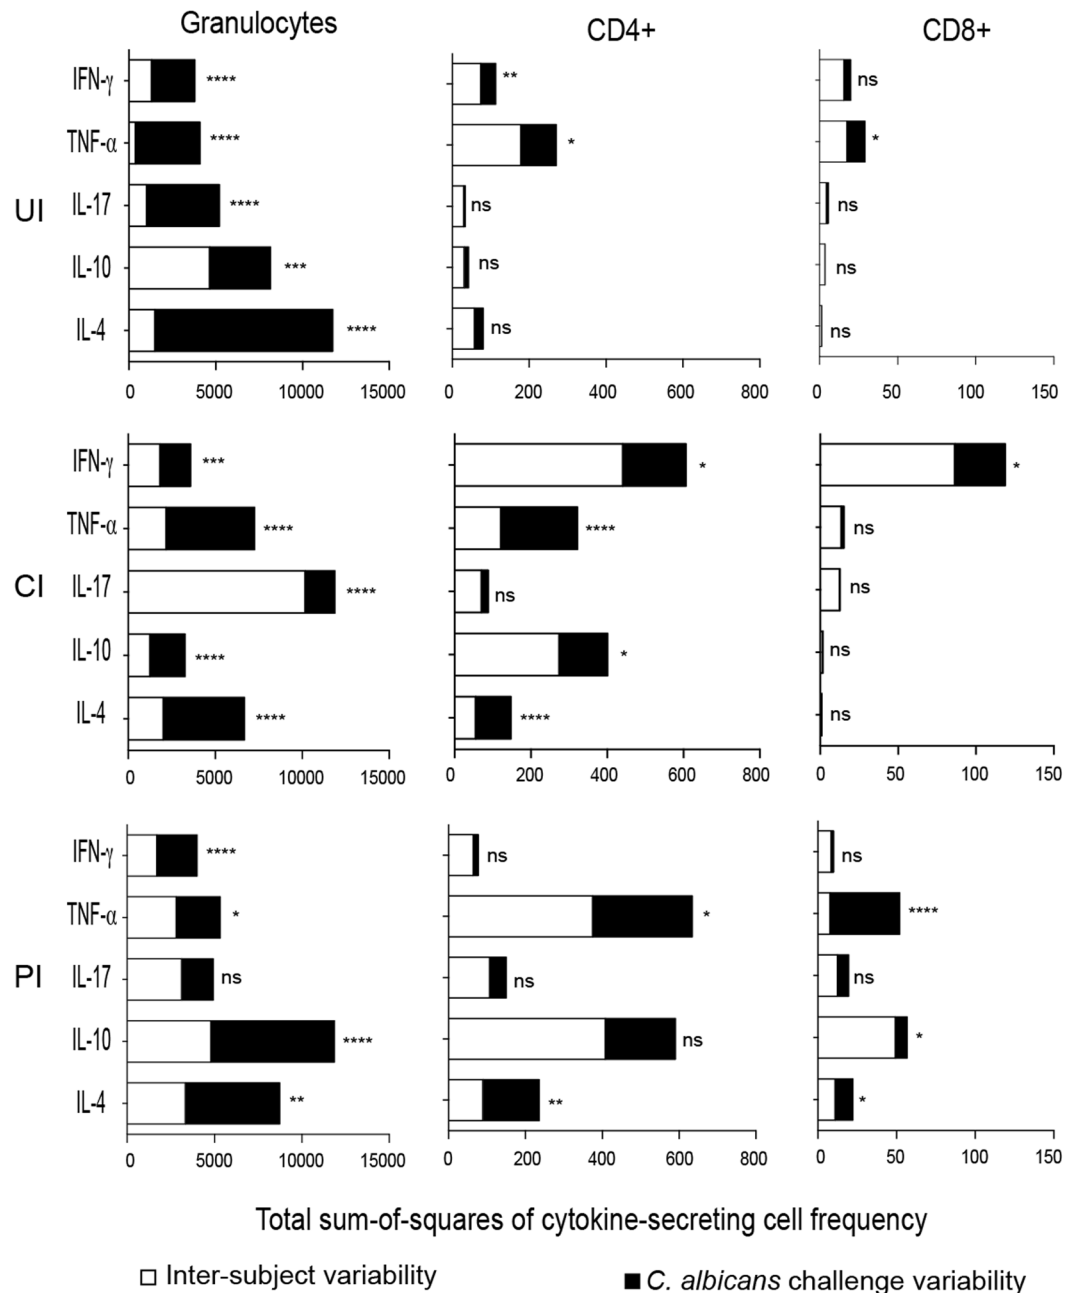 Granulocytes CD4+ CD8+
UI
IFN-γ **** ** ns
TNF-α **** * *
IL-17 **** ns ns
IL-10 *** ns ns
IL-4 **** ns ns
0 5000 10000 15000 0 200 400 600 800 0 50 100 150
CI
IFN-γ *** * *
TNF-α **** **** ns
IL-17 **** ns ns
IL-10 **** * ns
IL-4 **** **** ns
0 5000 10000 15000 0 200 400 600 800 0 50 100 150
PI
IFN-γ **** ns ns
TNF-α * * ****
IL-17 ns ns ns
IL-10 **** ns *
IL-4 ** ** *
0 5000 10000 15000 0 200 400 600 800 0 50 100 150
Total sum-of-squares of cytokine-secreting cell frequency
Inter-subject variability C. albicans challenge variability